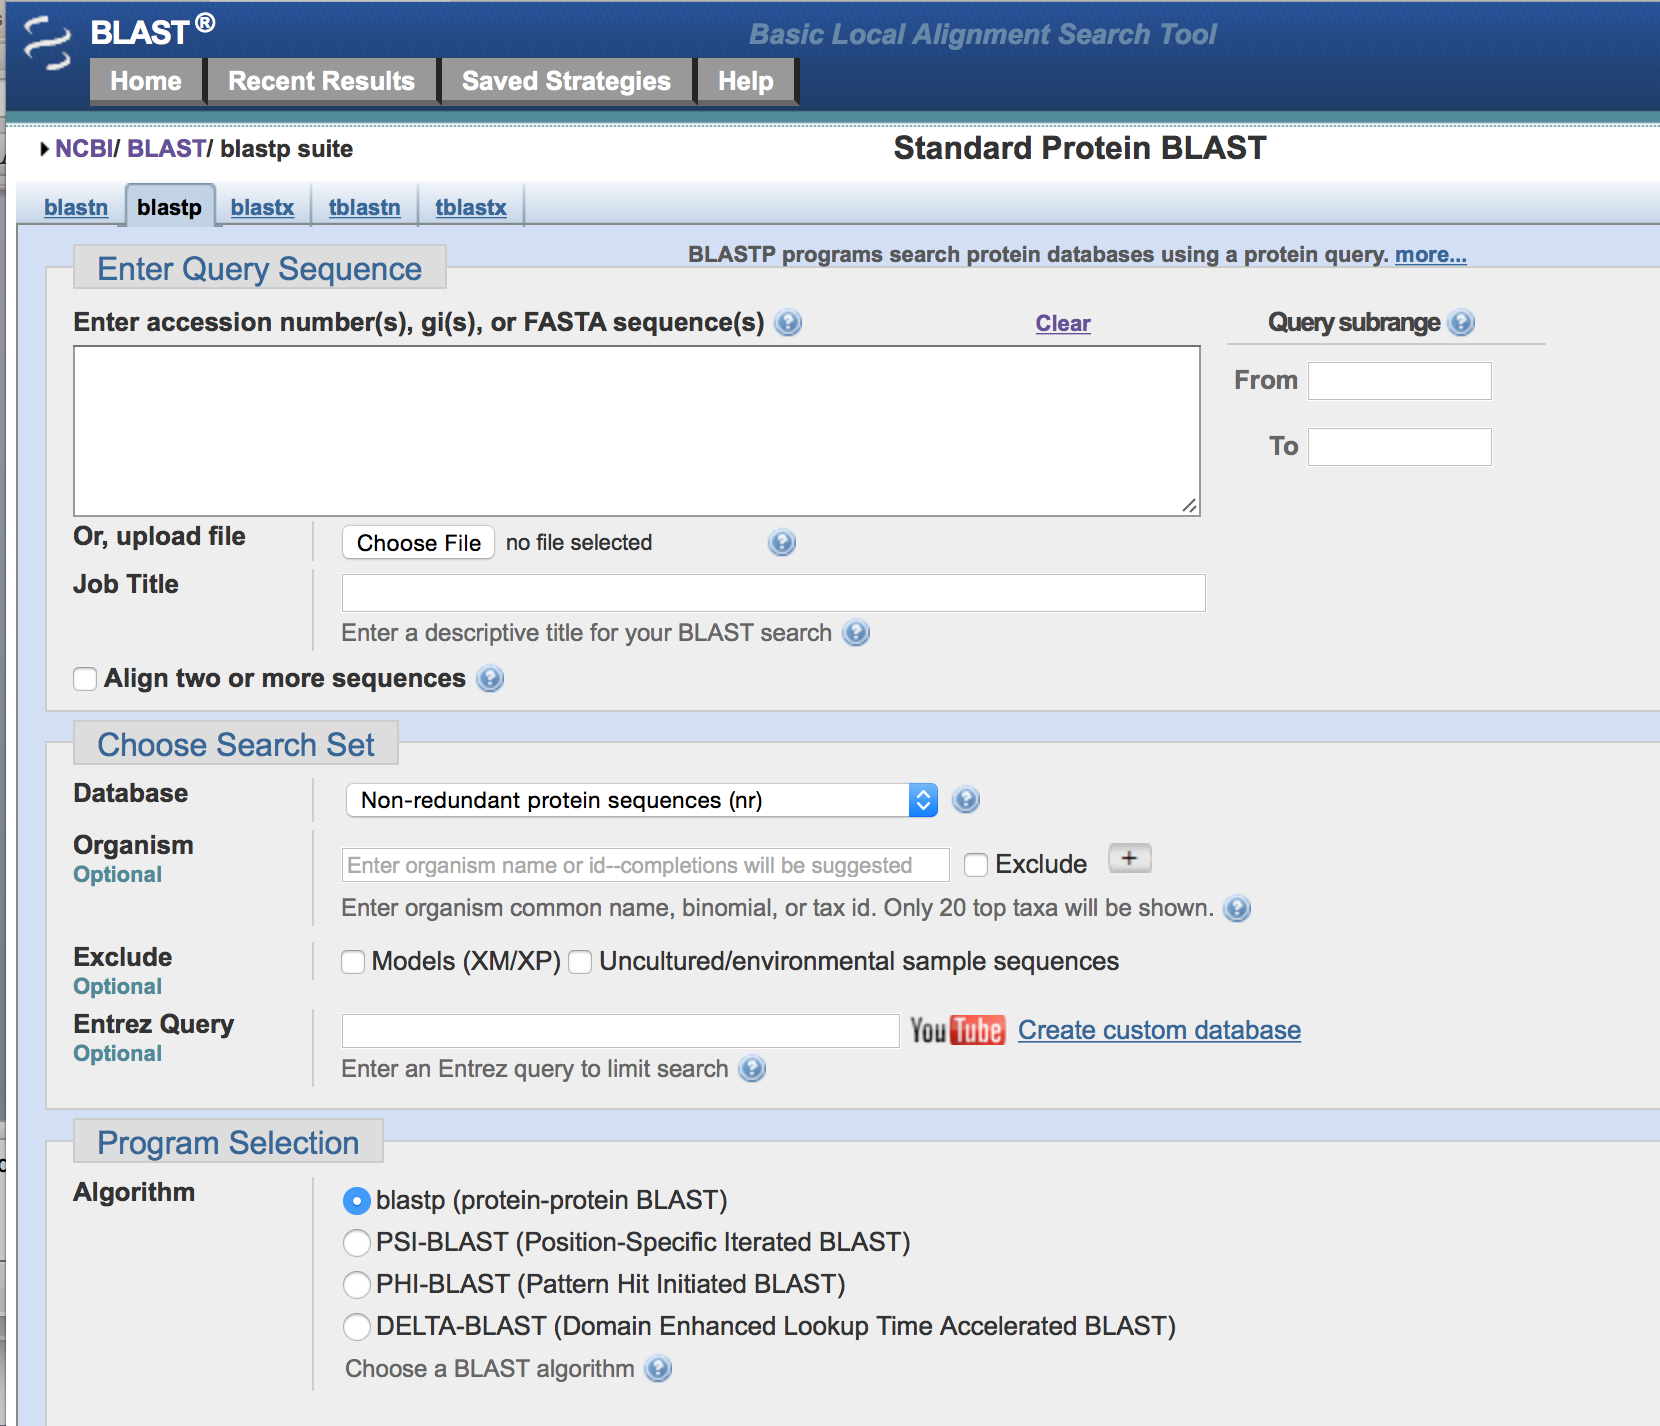 BLAST®
Basic Local Alignment Search Tool
Home Recent Results Saved Strategies Help
NCBI/ BLAST/ blastp suite
Standard Protein BLAST
blastn blastp blastx tblastn tblastx
Enter Query Sequence
BLASTP programs search protein databases using a protein query. more...
Enter accession number(s), gi(s), or FASTA sequence(s) ? Clear Query subrange ?
From
To
Or, upload file Choose File no file selected ?
Job Title
Enter a descriptive title for your BLAST search ?
Align two or more sequences ?
Choose Search Set
Database Non-redundant protein sequences (nr) ?
Organism
Optional
Enter organism name or id--completions will be suggested Exclude +
Enter organism common name, binomial, or tax id. Only 20 top taxa will be shown. ?
Exclude
Optional
Models (XM/XP) Uncultured/environmental sample sequences
Entrez Query
Optional
YouTube Create custom database
Enter an Entrez query to limit search ?
Program Selection
Algorithm
blastp (protein-protein BLAST)
PSI-BLAST (Position-Specific Iterated BLAST)
PHI-BLAST (Pattern Hit Initiated BLAST)
DELTA-BLAST (Domain Enhanced Lookup Time Accelerated BLAST)
Choose a BLAST algorithm ?